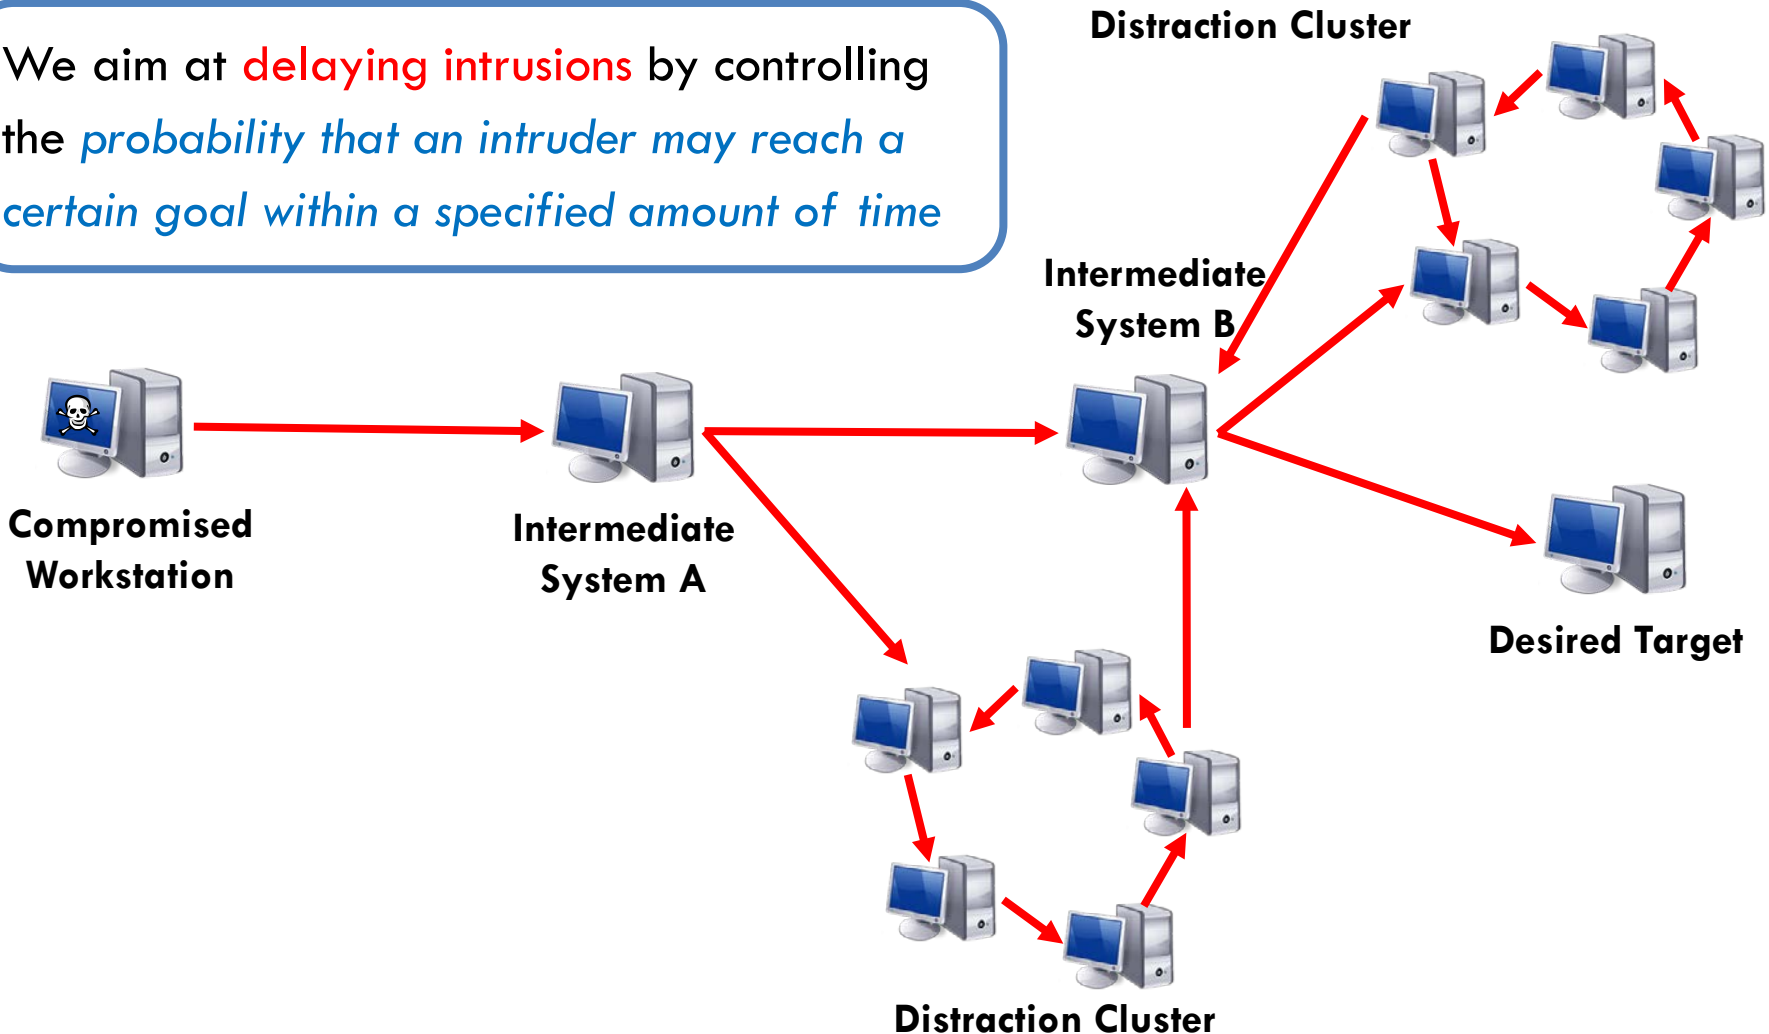 We aim at delaying intrusions by controlling
the probability that an intruder may reach a
certain goal within a specified amount of time
Distraction Cluster
Intermediate
System B
Compromised
Workstation
Intermediate
System A
Desired Target
Distraction Cluster